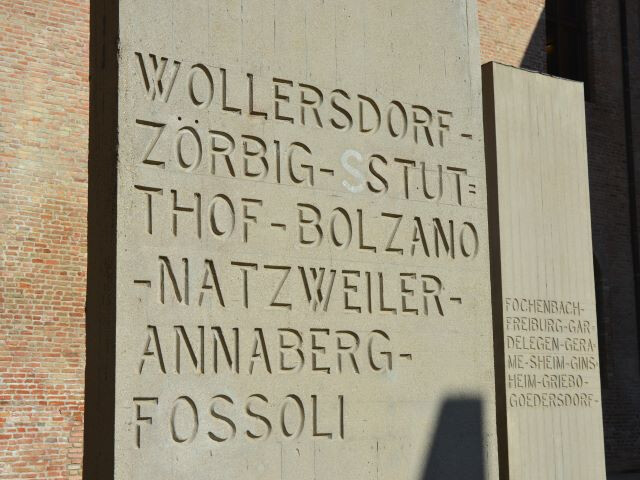 WOLLERSDORF-
ZÖRBIG-SSTUT=
THOF-BOLZANO
-NATZWEILER-
ANNABERG-
FOSSOLI
FOCHENBACH-
FREIBURG-GAR-
DELEGEN-GERA-
ME-SHEIM-GINS
HEIM-GRIEBO-
GOEDERSDORF-